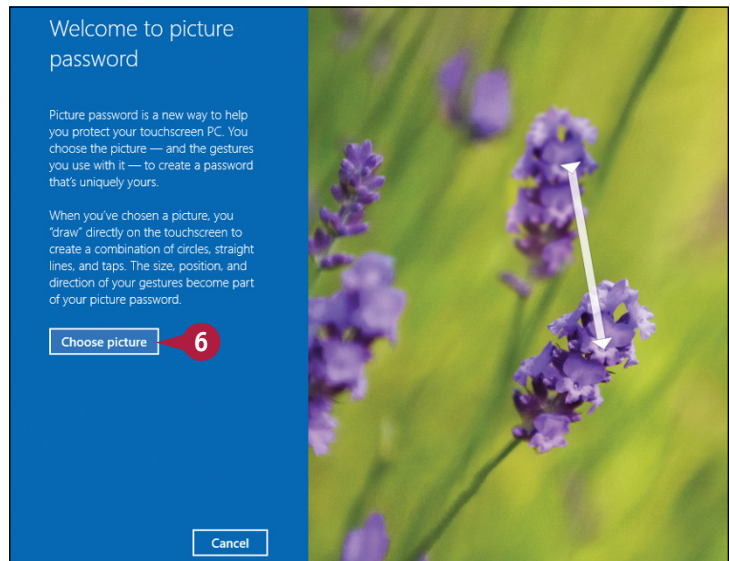 Welcome to picture
password
Picture password is a new way to help
you protect your touchscreen PC. You
choose the picture — and the gestures
you use with it — to create a password
that's uniquely yours.
When you've chosen a picture, you
“draw” directly on the touchscreen to
create a combination of circles, straight
lines, and taps. The size, position, and
direction of your gestures become part
of your picture password.
Choose picture
6
Cancel